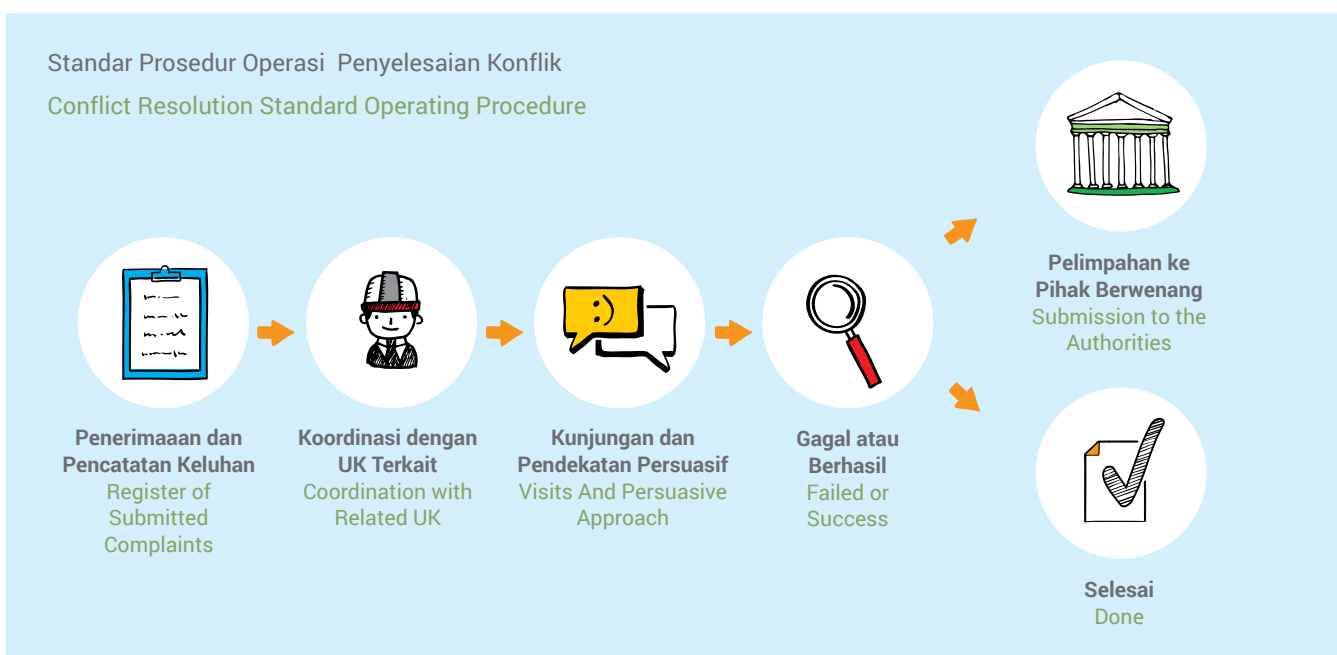 Standar Prosedur Operasi Penyelesaian Konflik
Conflict Resolution Standard Operating Procedure
Penerimaaan dan
Pencatatan Keluhan
Register of
Submitted
Complaints
Koordinasi dengan
UK Terkait
Coordination with
Related UK
Kunjungan dan
Pendekatan Persuasif
Visits And Persuasive
Approach
Gagal atau
Berhasil
Failed or
Success
Pelimpahan ke
Pihak Berwenang
Submission to the
Authorities
Selesai
Done